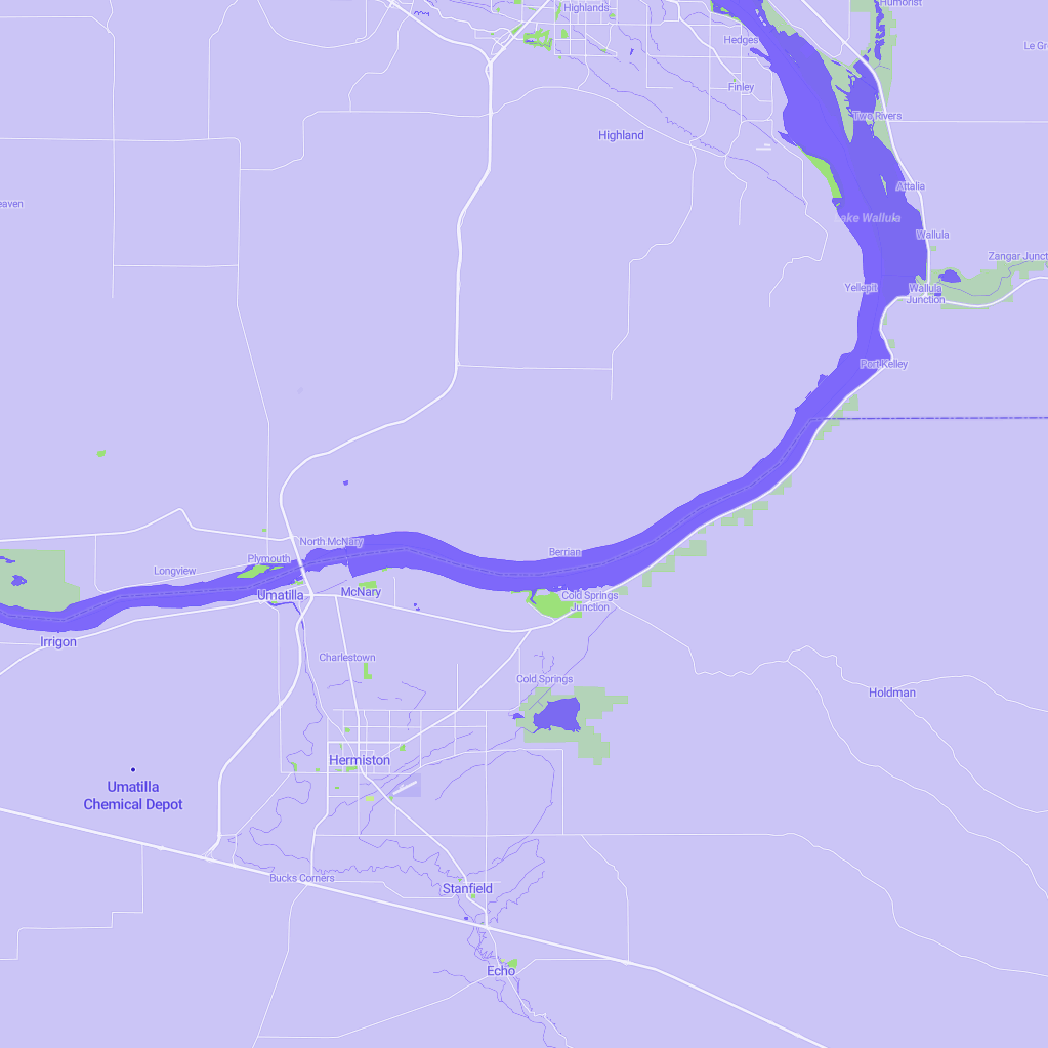 Humorist
Highlands
Hedges
Le Gr
Finley
Two Rivers
Highland
Attalia
eaven
Lake Wallula
Wallula
Zangar Junct
Yellepit
Wallula
Junction
Port Kelley
North McNary
Berrian
Plymouth
Longview
Umatilla
McNary
Cold Springs
Junction
Irrigon
Charlestown
Cold Springs
Holdman
Hermiston
Umatilla
Chemical Depot
Bucks Corners
Stanfield
Echo